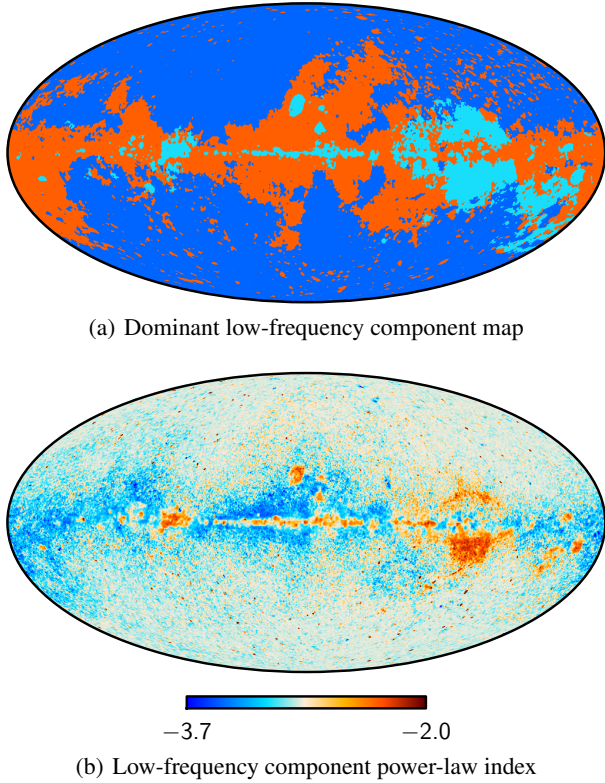 (a) Dominant low-frequency component map
−3.7 −2.0
(b) Low-frequency component power-law index